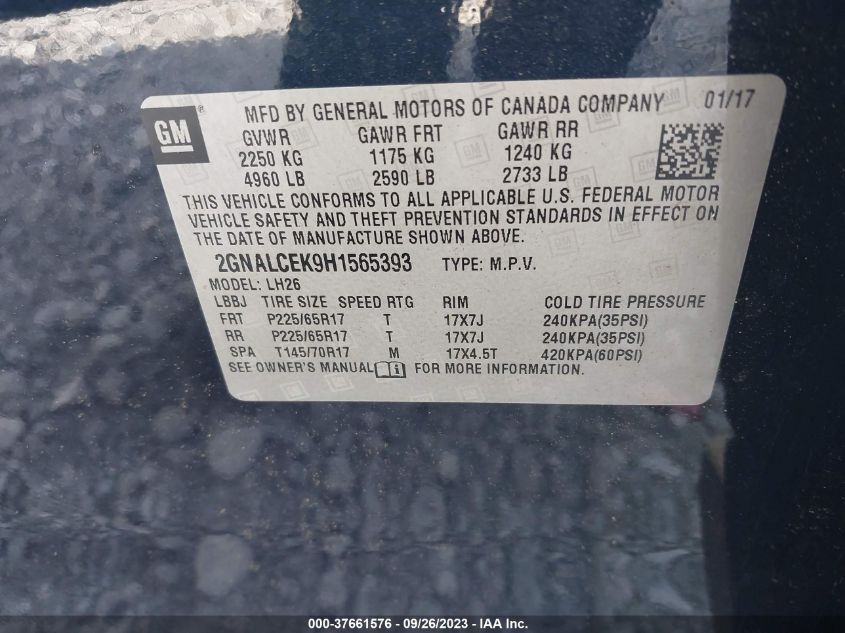 GM ® MFD BY GENERAL MOTORS OF CANADA COMPANY 01/17
GVWR GAWR FRT GAWR RR
2250 KG 1175 KG 1240 KG
4960 LB 2590 LB 2733 LB
THIS VEHICLE CONFORMS TO ALL APPLICABLE U.S. FEDERAL MOTOR
VEHICLE SAFETY AND THEFT PREVENTION STANDARDS IN EFFECT ON
THE DATE OF MANUFACTURE SHOWN ABOVE.
2GNALCEK9H1565393 TYPE: M.P.V.
MODEL: LH26
LBBJ TIRE SIZE SPEED RTG RIM COLD TIRE PRESSURE
FRT P225/65R17 T 17X7J 240KPA(35PSI)
RR P225/65R17 T 17X7J 240KPA(35PSI)
SPA T145/70R17 M 17X4.5T 420KPA(60PSI)
SEE OWNER'S MANUAL FOR MORE INFORMATION.
000-37661576 - 09/26/2023 - IAA Inc.